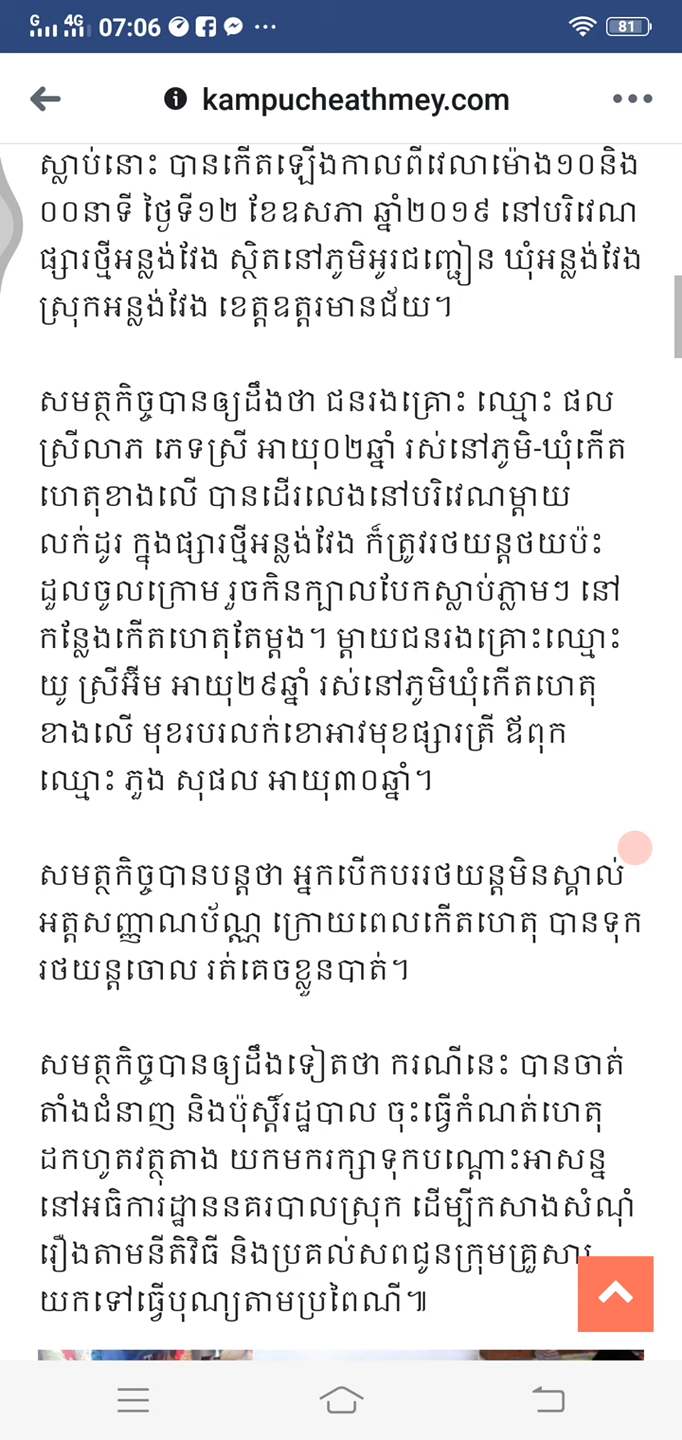 G 4G 07:06 ... 81
kampucheathmey.com
ស្លាប់នោះ បានកើតឡើងកាលពីវេលាម៉ោង១០និង
០០នាទី ថ្ងៃទី១២ ខែឧសភា ឆ្នាំ២០១៩ នៅបរិវេណ
ផ្សារថ្មីអន្លង់វែង ស្ថិតនៅភូមិអូរជញ្ជៀន ឃុំអន្លង់វែង
ស្រុកអន្លង់វែង ខេត្តឧត្តរមានជ័យ។
សមត្ថកិច្ចបានឲ្យដឹងថា ជនរងគ្រោះ ឈ្មោះ ផល
ស្រីលាភ ភេទស្រី អាយុ០២ឆ្នាំ រស់នៅភូមិ-ឃុំកើត
ហេតុខាងលើ បានដើរលេងនៅបរិវេណម្តាយ
លក់ដូរ ក្នុងផ្សារថ្មីអន្លង់វែង ក៏ត្រូវរថយន្តថយប៉ះ
ដួលចូលក្រោម រួចកិនក្បាលបែកស្លាប់ភ្លាមៗ នៅ
កន្លែងកើតហេតុតែម្តង។ ម្តាយជនរងគ្រោះឈ្មោះ
យូ ស្រីអ៊ីម អាយុ២៩ឆ្នាំ រស់នៅភូមិឃុំកើតហេតុ
ខាងលើ មុខរបរលក់ខោអាវមុខផ្សារត្រី ឪពុក
ឈ្មោះ ភួង សុផល អាយុ៣០ឆ្នាំ។
សមត្ថកិច្ចបានបន្តថា អ្នកបើកបររថយន្តមិនស្គាល់
អត្តសញ្ញាណប័ណ្ណ ក្រោយពេលកើតហេតុ បានទុក
រថយន្តចោល រត់គេចខ្លួនបាត់។
សមត្ថកិច្ចបានឲ្យដឹងទៀតថា ករណីនេះ បានចាត់
តាំងជំនាញ និងប៉ុស្តិ៍រដ្ឋបាល ចុះធ្វើកំណត់ហេតុ
ដកហូតវត្ថុតាង យកមករក្សាទុកបណ្តោះអាសន្ន
នៅអធិការដ្ឋាននគរបាលស្រុក ដើម្បីកសាងសំណុំ
រឿងតាមនីតិវិធី និងប្រគល់សពជូនក្រុមគ្រួសារ
យកទៅធ្វើបុណ្យតាមប្រពៃណី៕